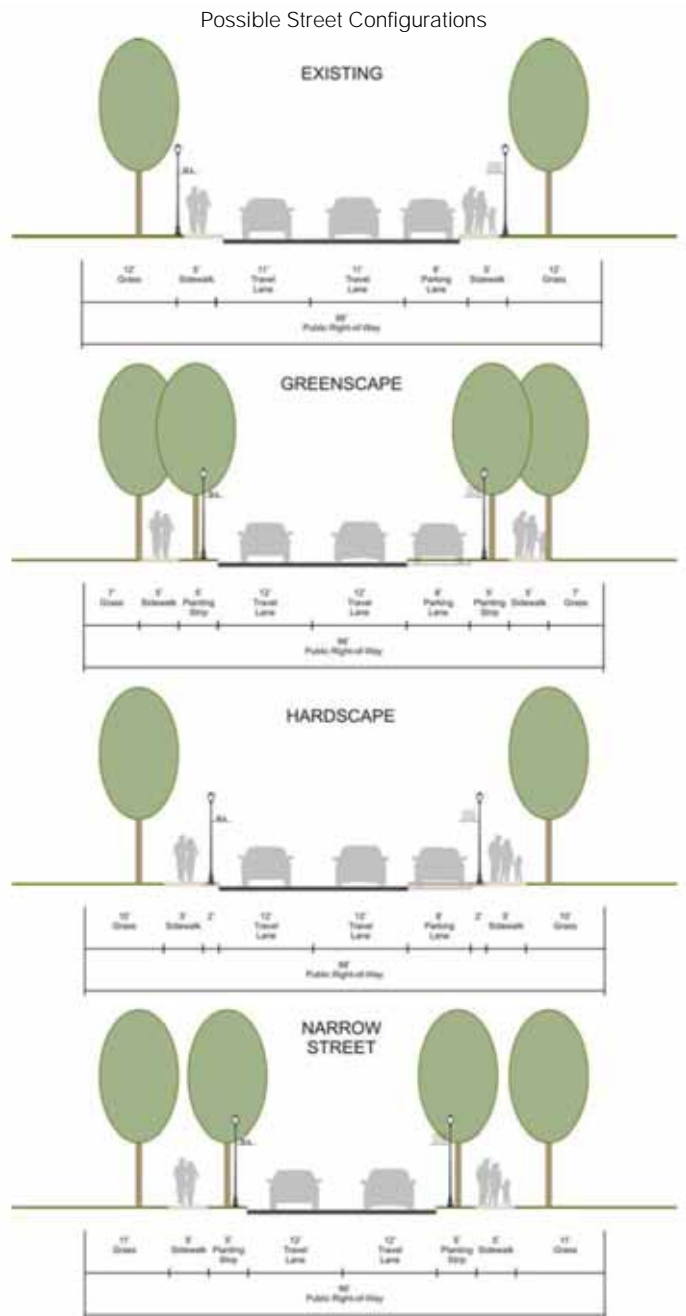 Possible Street Configurations
EXISTING
12' 5' 11' 11' 8' 5' 12'
Grass Sidewalk Travel Travel Parking Sidewalk Grass
Lane Lane Lane
Public Right-of-Way
GREENSCAPE
7' 5' 5' 12' 12' 8' 5' 5' 7'
Grass Sidewalk Planting Travel Travel Parking Planting Sidewalk Grass
Strip Lane Lane Lane Strip
Public Right-of-Way
HARDSCAPE
10' 5' 2' 12' 12' 8' 2' 5' 10'
Grass Sidewalk Travel Travel Parking Sidewalk Grass
Lane Lane Lane
Public Right-of-Way
NARROW
STREET
11' 5' 5' 12' 12' 5' 5' 11'
Grass Sidewalk Planting Travel Travel Planting Sidewalk Grass
Strip Lane Lane Strip
Public Right-of-Way